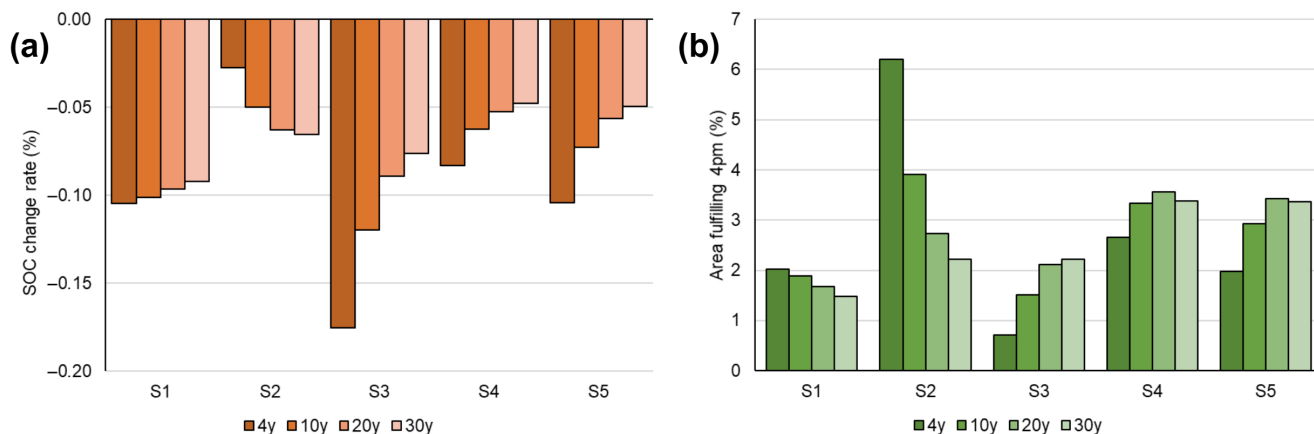 (a)
SOC change rate (%)
0.00
–0.05
–0.10
–0.15
–0.20
S1 S2 S3 S4 S5
4y 10y 20y 30y
(b)
Area fulfilling 4pm (%)
7
6
5
4
3
2
1
0
S1 S2 S3 S4 S5
4y 10y 20y 30y